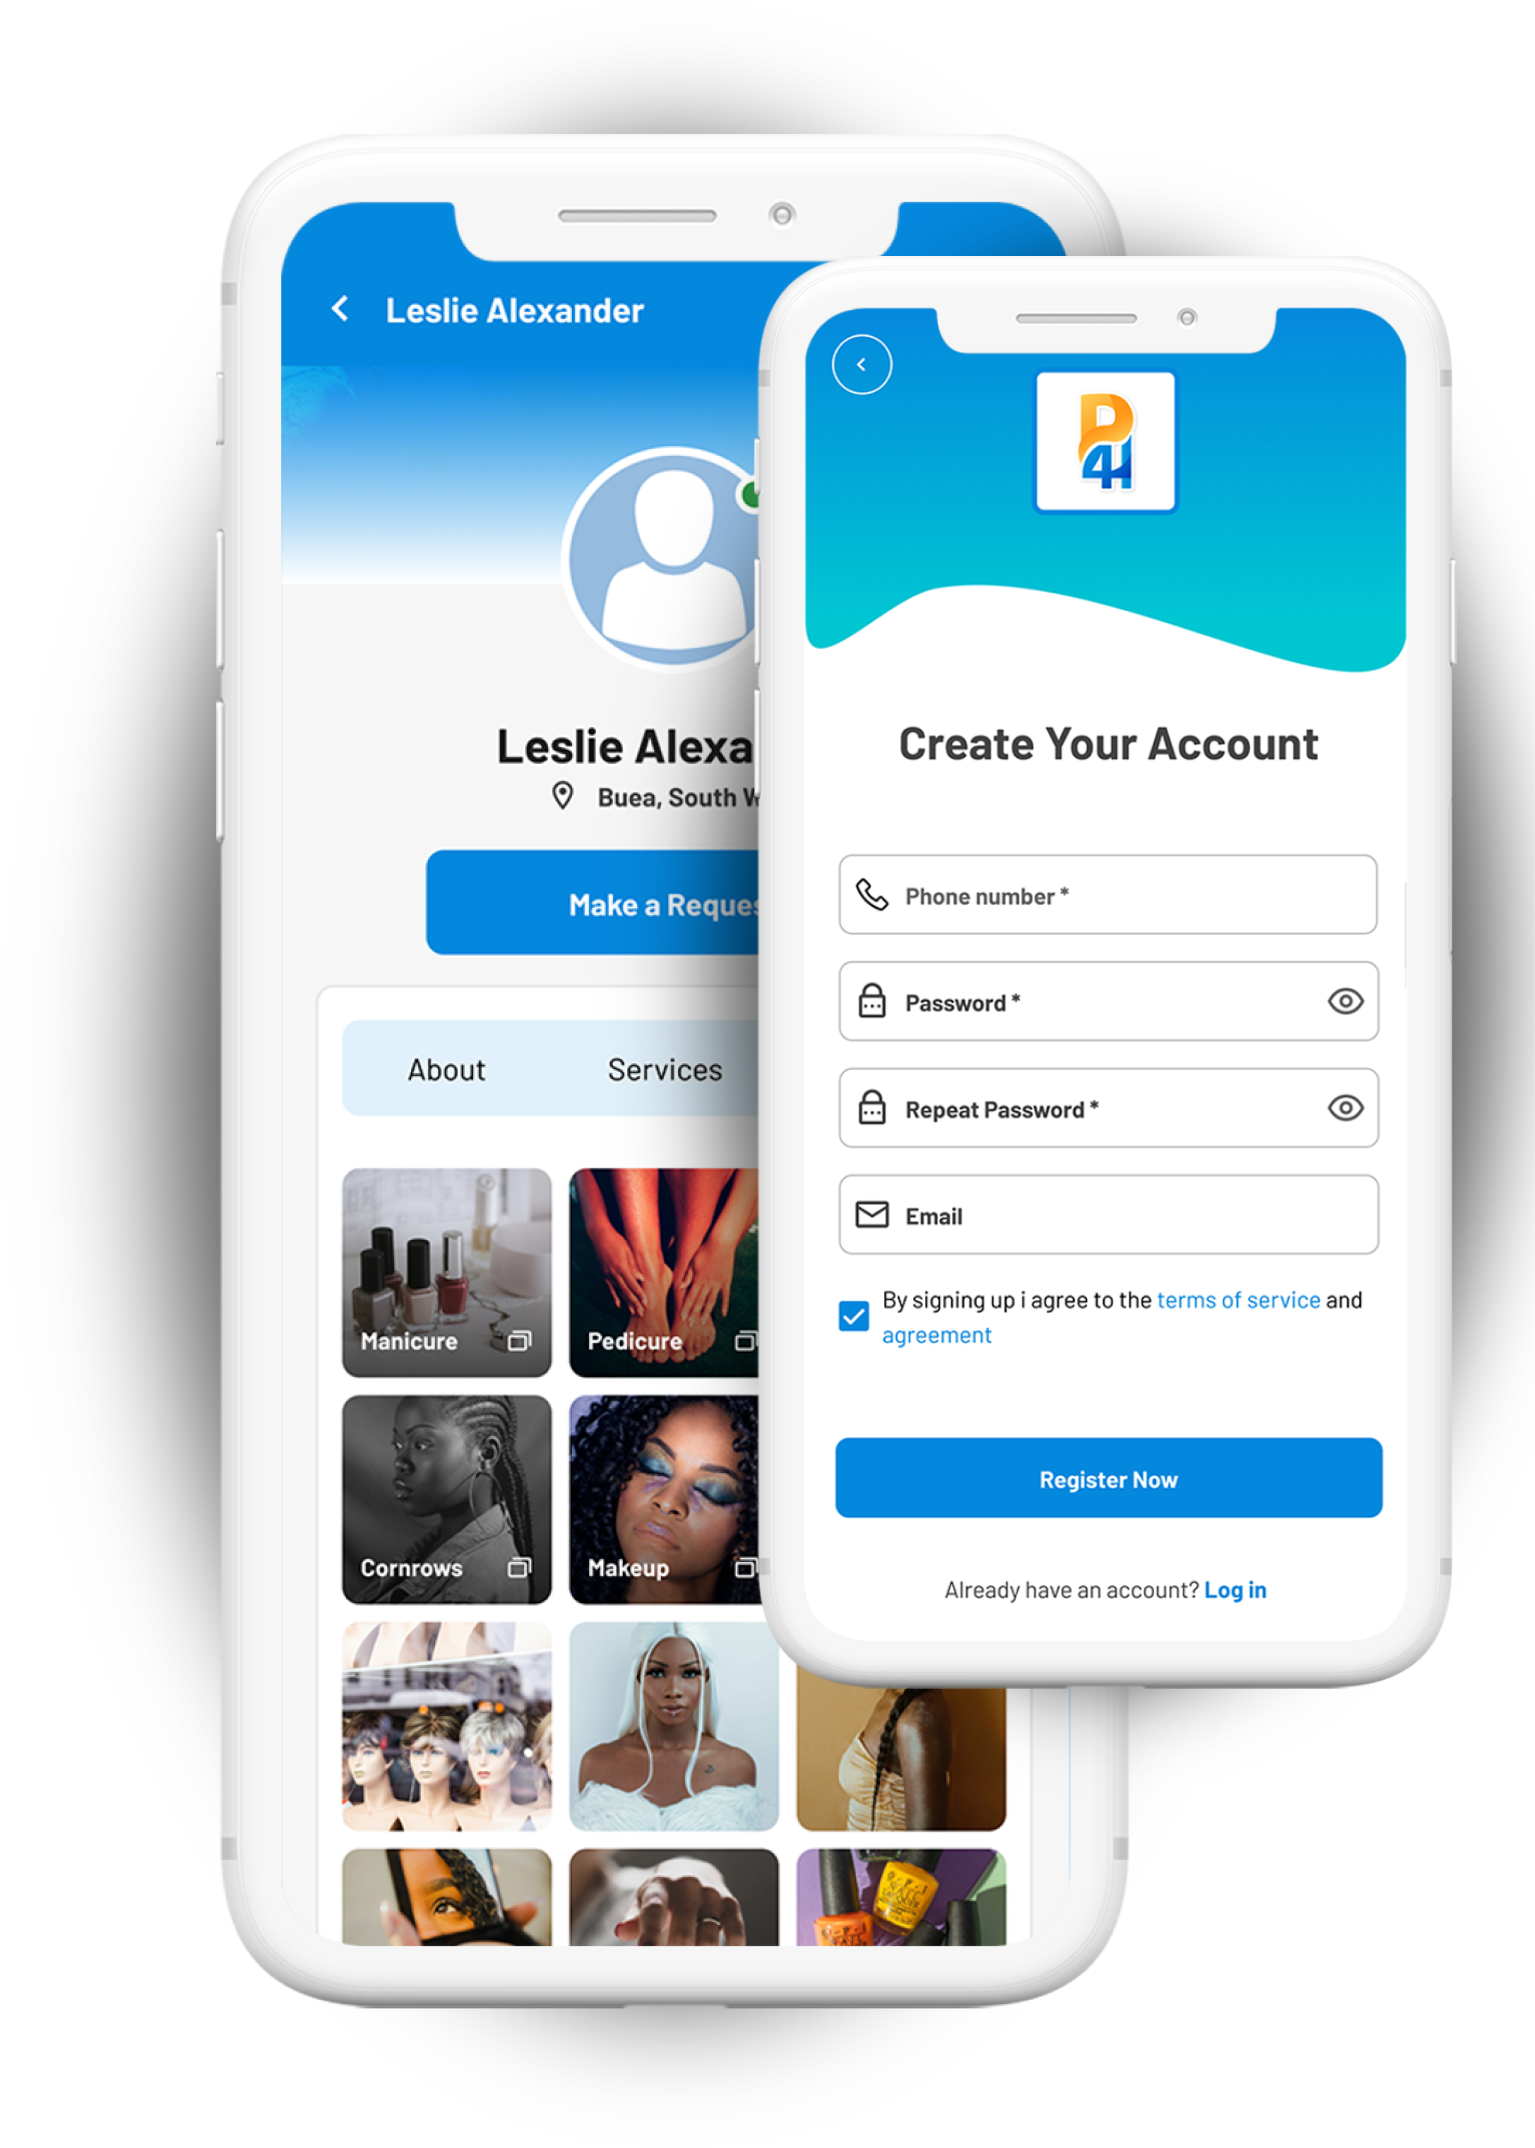 Leslie Alexander
Leslie Alexa
Buea, South W
Make a Reques
About
Services
Manicure
Pedicure
Cornrows
Makeup
P
4H
Create Your Account
Phone number *
Password *
Repeat Password *
Email
By signing up i agree to the terms of service and
agreement
Register Now
Already have an account? Log in
O·P·I